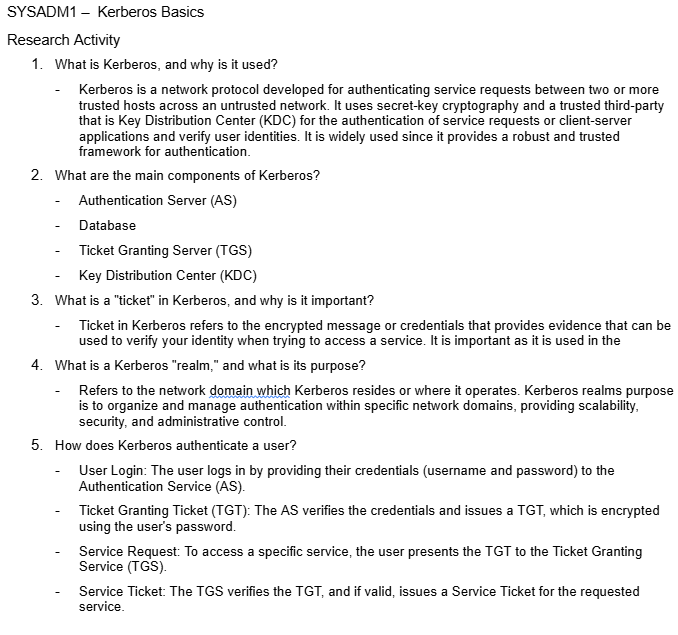 SYSADM1 – Kerberos Basics
Research Activity
1. What is Kerberos, and why is it used?
- Kerberos is a network protocol developed for authenticating service requests between two or more
trusted hosts across an untrusted network. It uses secret-key cryptography and a trusted third-party
that is Key Distribution Center (KDC) for the authentication of service requests or client-server
applications and verify user identities. It is widely used since it provides a robust and trusted
framework for authentication.
2. What are the main components of Kerberos?
- Authentication Server (AS)
- Database
- Ticket Granting Server (TGS)
- Key Distribution Center (KDC)
3. What is a "ticket" in Kerberos, and why is it important?
- Ticket in Kerberos refers to the encrypted message or credentials that provides evidence that can be
used to verify your identity when trying to access a service. It is important as it is used in the
4. What is a Kerberos "realm," and what is its purpose?
- Refers to the network domain which Kerberos resides or where it operates. Kerberos realms purpose
is to organize and manage authentication within specific network domains, providing scalability,
security, and administrative control.
5. How does Kerberos authenticate a user?
- User Login: The user logs in by providing their credentials (username and password) to the
Authentication Service (AS).
- Ticket Granting Ticket (TGT): The AS verifies the credentials and issues a TGT, which is encrypted
using the user's password.
- Service Request: To access a specific service, the user presents the TGT to the Ticket Granting
Service (TGS).
- Service Ticket: The TGS verifies the TGT, and if valid, issues a Service Ticket for the requested
service.